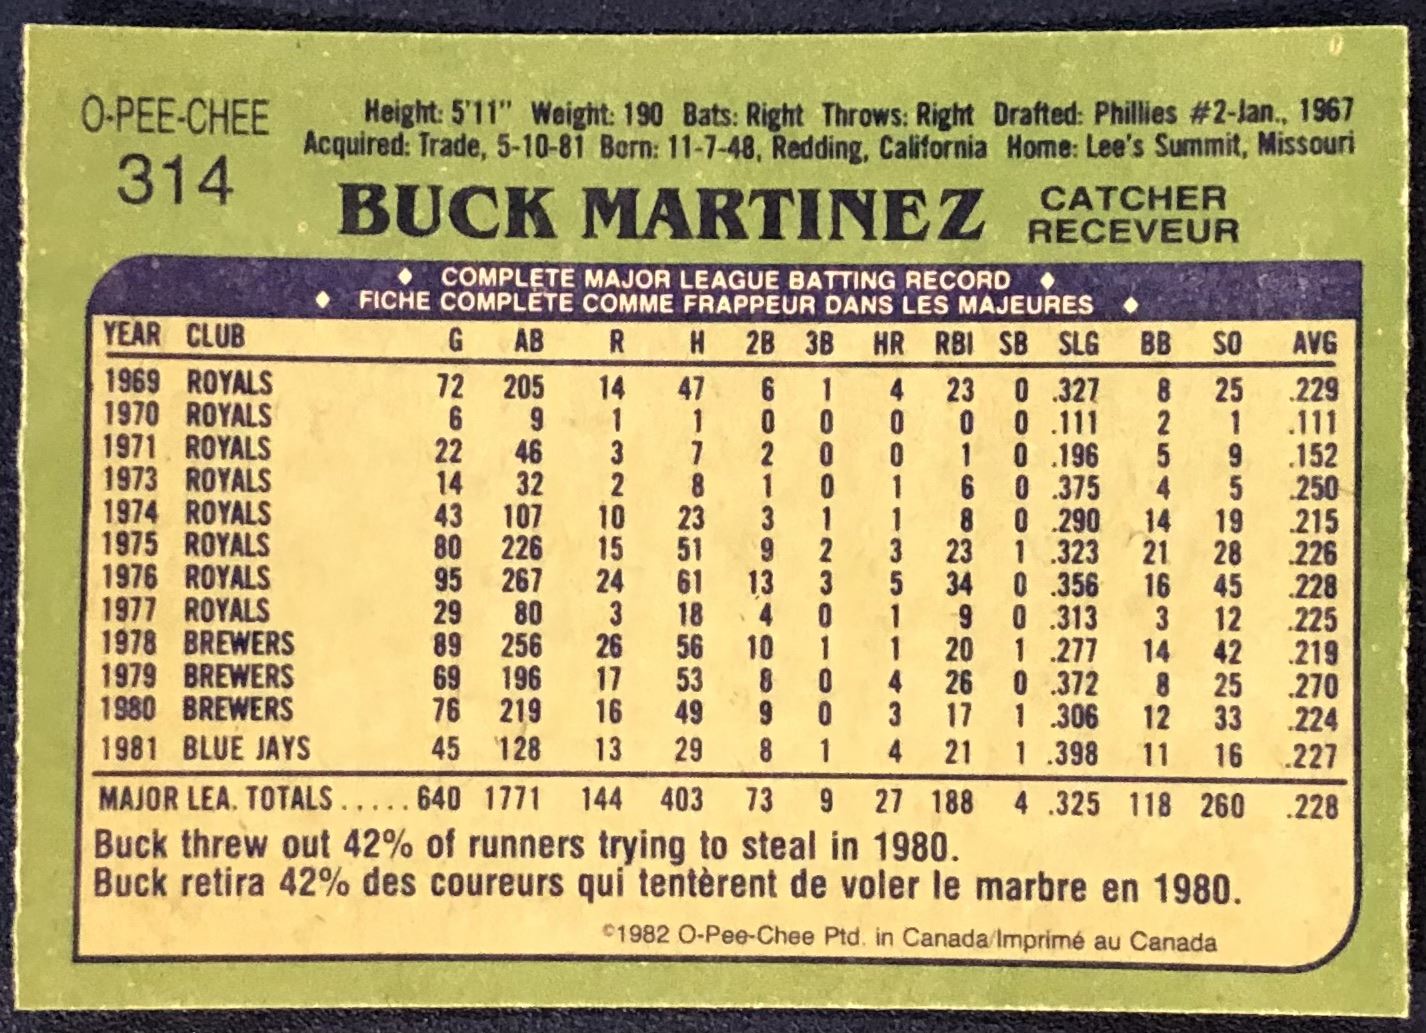 O-PEE-CHEE
314
Height: 5'11" Weight: 190 Bats: Right Throws: Right Drafted: Phillies #2-Jan., 1967
Acquired: Trade, 5-10-81 Born: 11-7-48, Redding, California Home: Lee's Summit, Missouri
BUCK MARTINEZ
CATCHER
RECEVEUR
♦ COMPLETE MAJOR LEAGUE BATTING RECORD ♦
♦ FICHE COMPLÈTE COMME FRAPPEUR DANS LES MAJEURES ♦
YEAR CLUB G AB R H 2B 3B HR RBI SB SLG BB SO AVG
1969 ROYALS 72 205 14 47 6 1 4 23 0 .327 8 25 .229
1970 ROYALS 6 9 1 1 0 0 0 0 0 .111 2 1 .111
1971 ROYALS 22 46 3 7 2 0 0 1 0 .196 5 9 .152
1973 ROYALS 14 32 2 8 1 0 1 6 0 .375 4 5 .250
1974 ROYALS 43 107 10 23 3 1 1 8 0 .290 14 19 .215
1975 ROYALS 80 226 15 51 9 2 3 23 1 .323 21 28 .226
1976 ROYALS 95 267 24 61 13 3 5 34 0 .356 16 45 .228
1977 ROYALS 29 80 3 18 4 0 1 9 0 .313 3 12 .225
1978 BREWERS 89 256 26 56 10 1 1 20 1 .277 14 42 .219
1979 BREWERS 69 196 17 53 8 0 4 26 0 .372 8 25 .270
1980 BREWERS 76 219 16 49 9 0 3 17 1 .306 12 33 .224
1981 BLUE JAYS 45 128 13 29 8 1 4 21 1 .398 11 16 .227
MAJOR LEA. TOTALS ..... 640 1771 144 403 73 9 27 188 4 .325 118 260 .228
Buck threw out 42% of runners trying to steal in 1980.
Buck retira 42% des coureurs qui tentèrent de voler le marbre en 1980.
©1982 O-Pee-Chee Ptd. in Canada/Imprimé au Canada